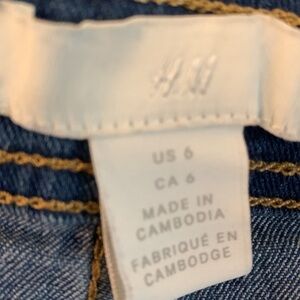 H&M
US 6
CA 6
MADE IN
CAMBODIA
FABRIQUÉ EN
CAMBODGE